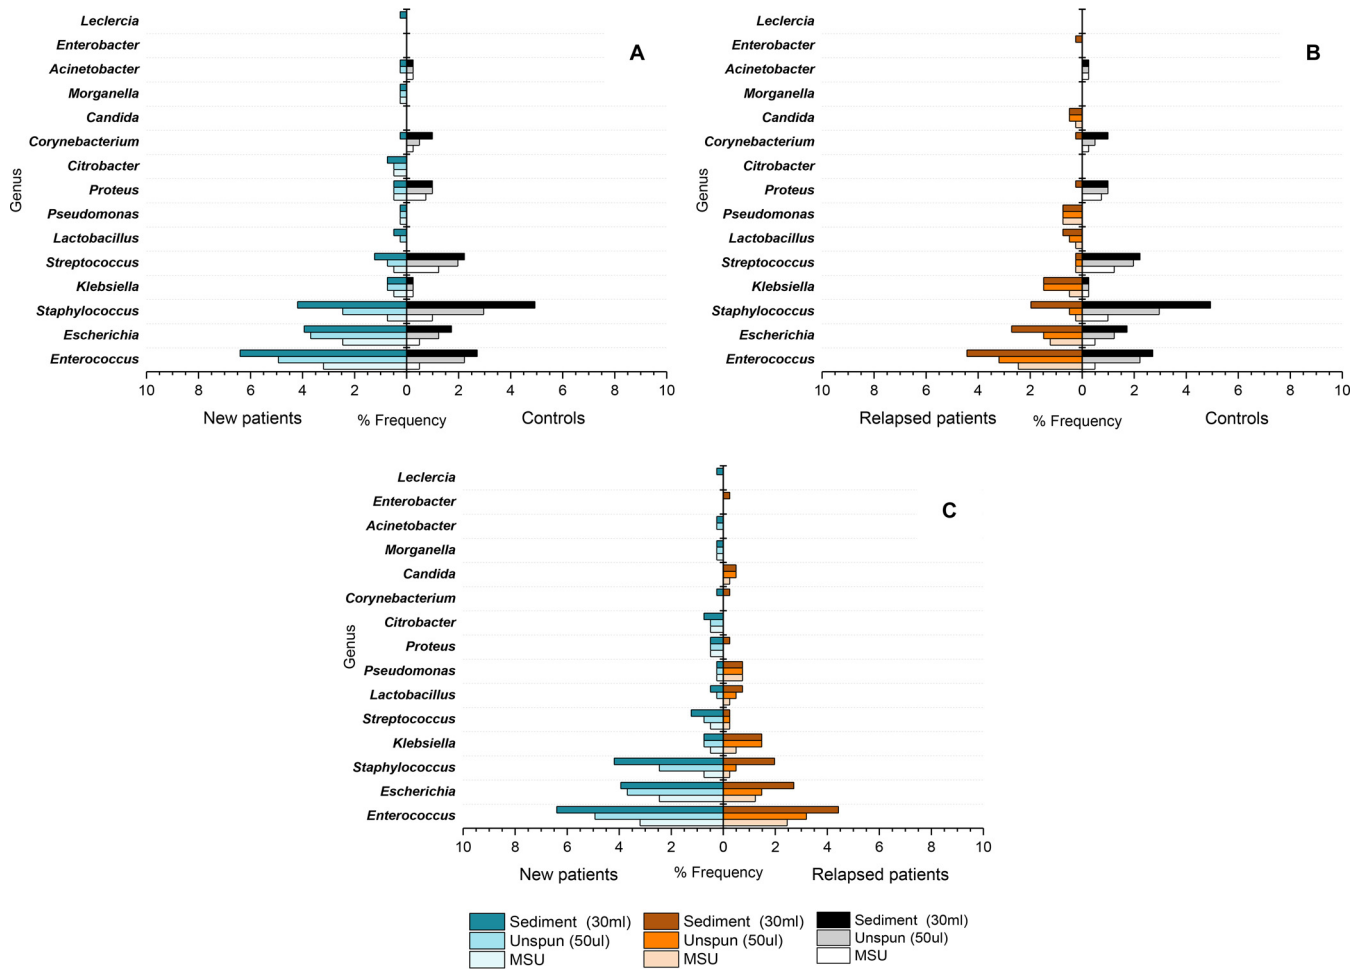 A
Genus
Leclercia
Enterobacter
Acinetobacter
Morganella
Candida
Corynebacterium
Citrobacter
Proteus
Pseudomonas
Lactobacillus
Streptococcus
Klebsiella
Staphylococcus
Escherichia
Enterococcus
10 8 6 4 2 0 2 4 6 8 10
New patients % Frequency Controls
B
Genus
Leclercia
Enterobacter
Acinetobacter
Morganella
Candida
Corynebacterium
Citrobacter
Proteus
Pseudomonas
Lactobacillus
Streptococcus
Klebsiella
Staphylococcus
Escherichia
Enterococcus
10 8 6 4 2 0 2 4 6 8 10
Relapsed patients % Frequency Controls
C
Genus
Leclercia
Enterobacter
Acinetobacter
Morganella
Candida
Corynebacterium
Citrobacter
Proteus
Pseudomonas
Lactobacillus
Streptococcus
Klebsiella
Staphylococcus
Escherichia
Enterococcus
10 8 6 4 2 0 2 4 6 8 10
New patients % Frequency Relapsed patients
Sediment (30ml) Sediment (30ml) Sediment (30ml)
Unspun (50ul) Unspun (50ul) Unspun (50ul)
MSU MSU MSU